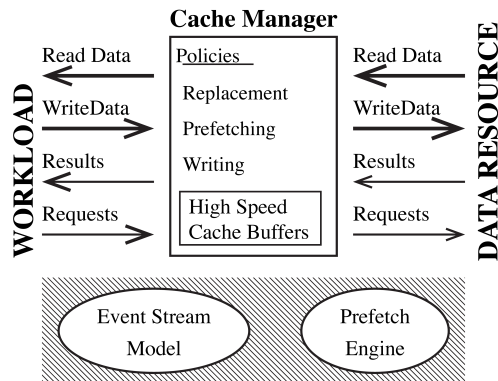 Cache Manager
Policies
Replacement
Prefetching
Writing
High Speed
Cache Buffers
WORKLOAD
Read Data
WriteData
Results
Requests
Read Data
WriteData
Results
Requests
DATA RESOURCE
Event Stream
Model
Prefetch
Engine